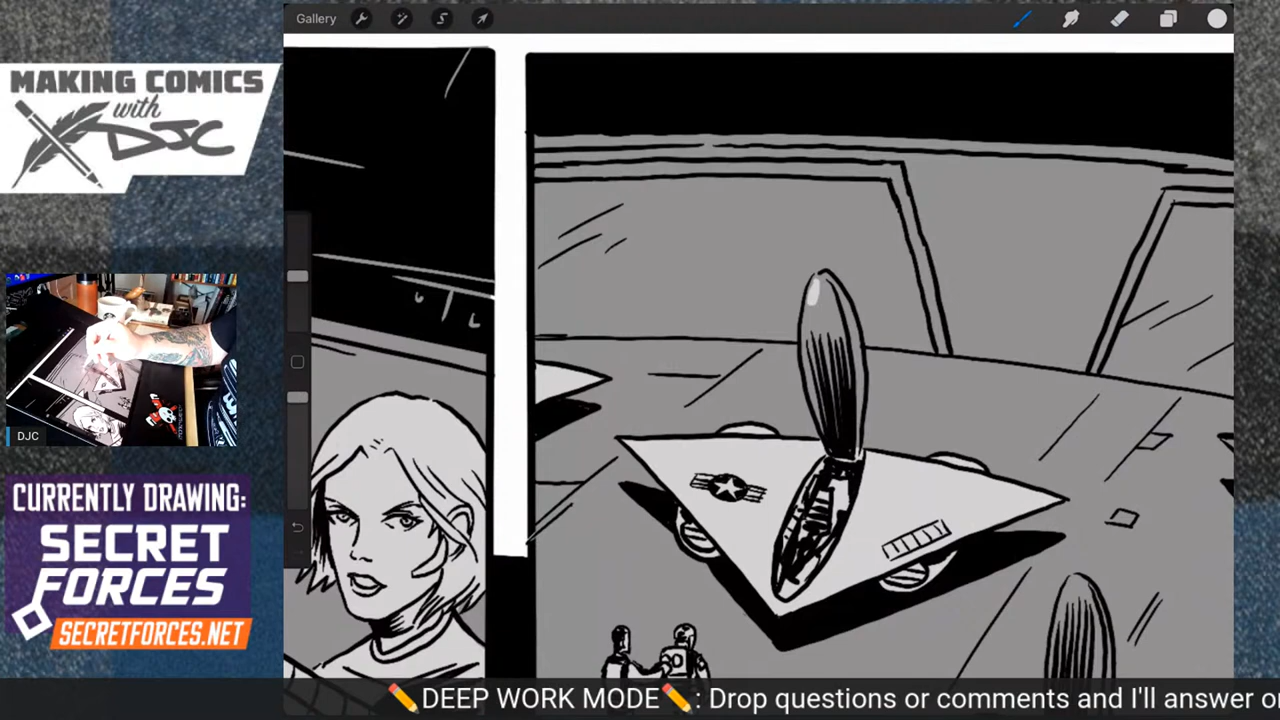 Gallery
MAKING COMICS
with
DJC
DJC
CURRENTLY DRAWING:
SECRET
FORCES
SECRETFORCES.NET
✏️DEEP WORK MODE✏️: Drop questions or comments and I'll answer o